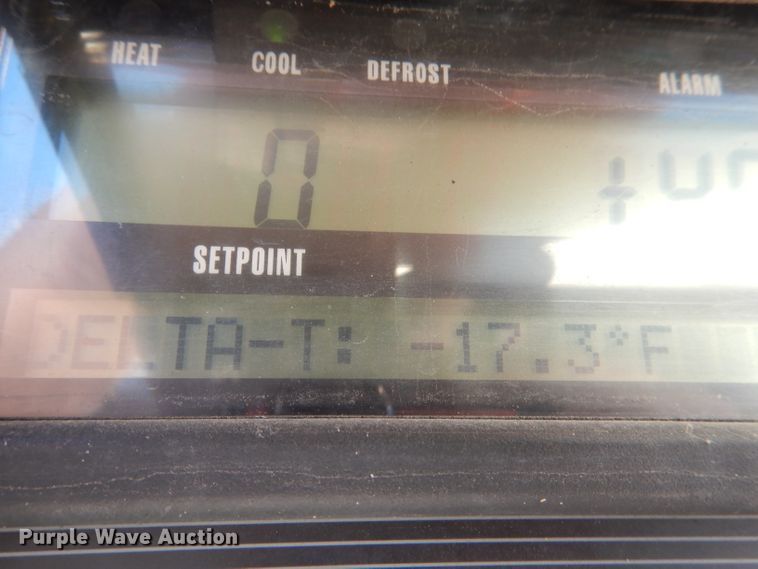 HEAT COOL DEFROST ALARM
0
SETPOINT
DELTA-T: -17.3°F
Purple Wave Auction